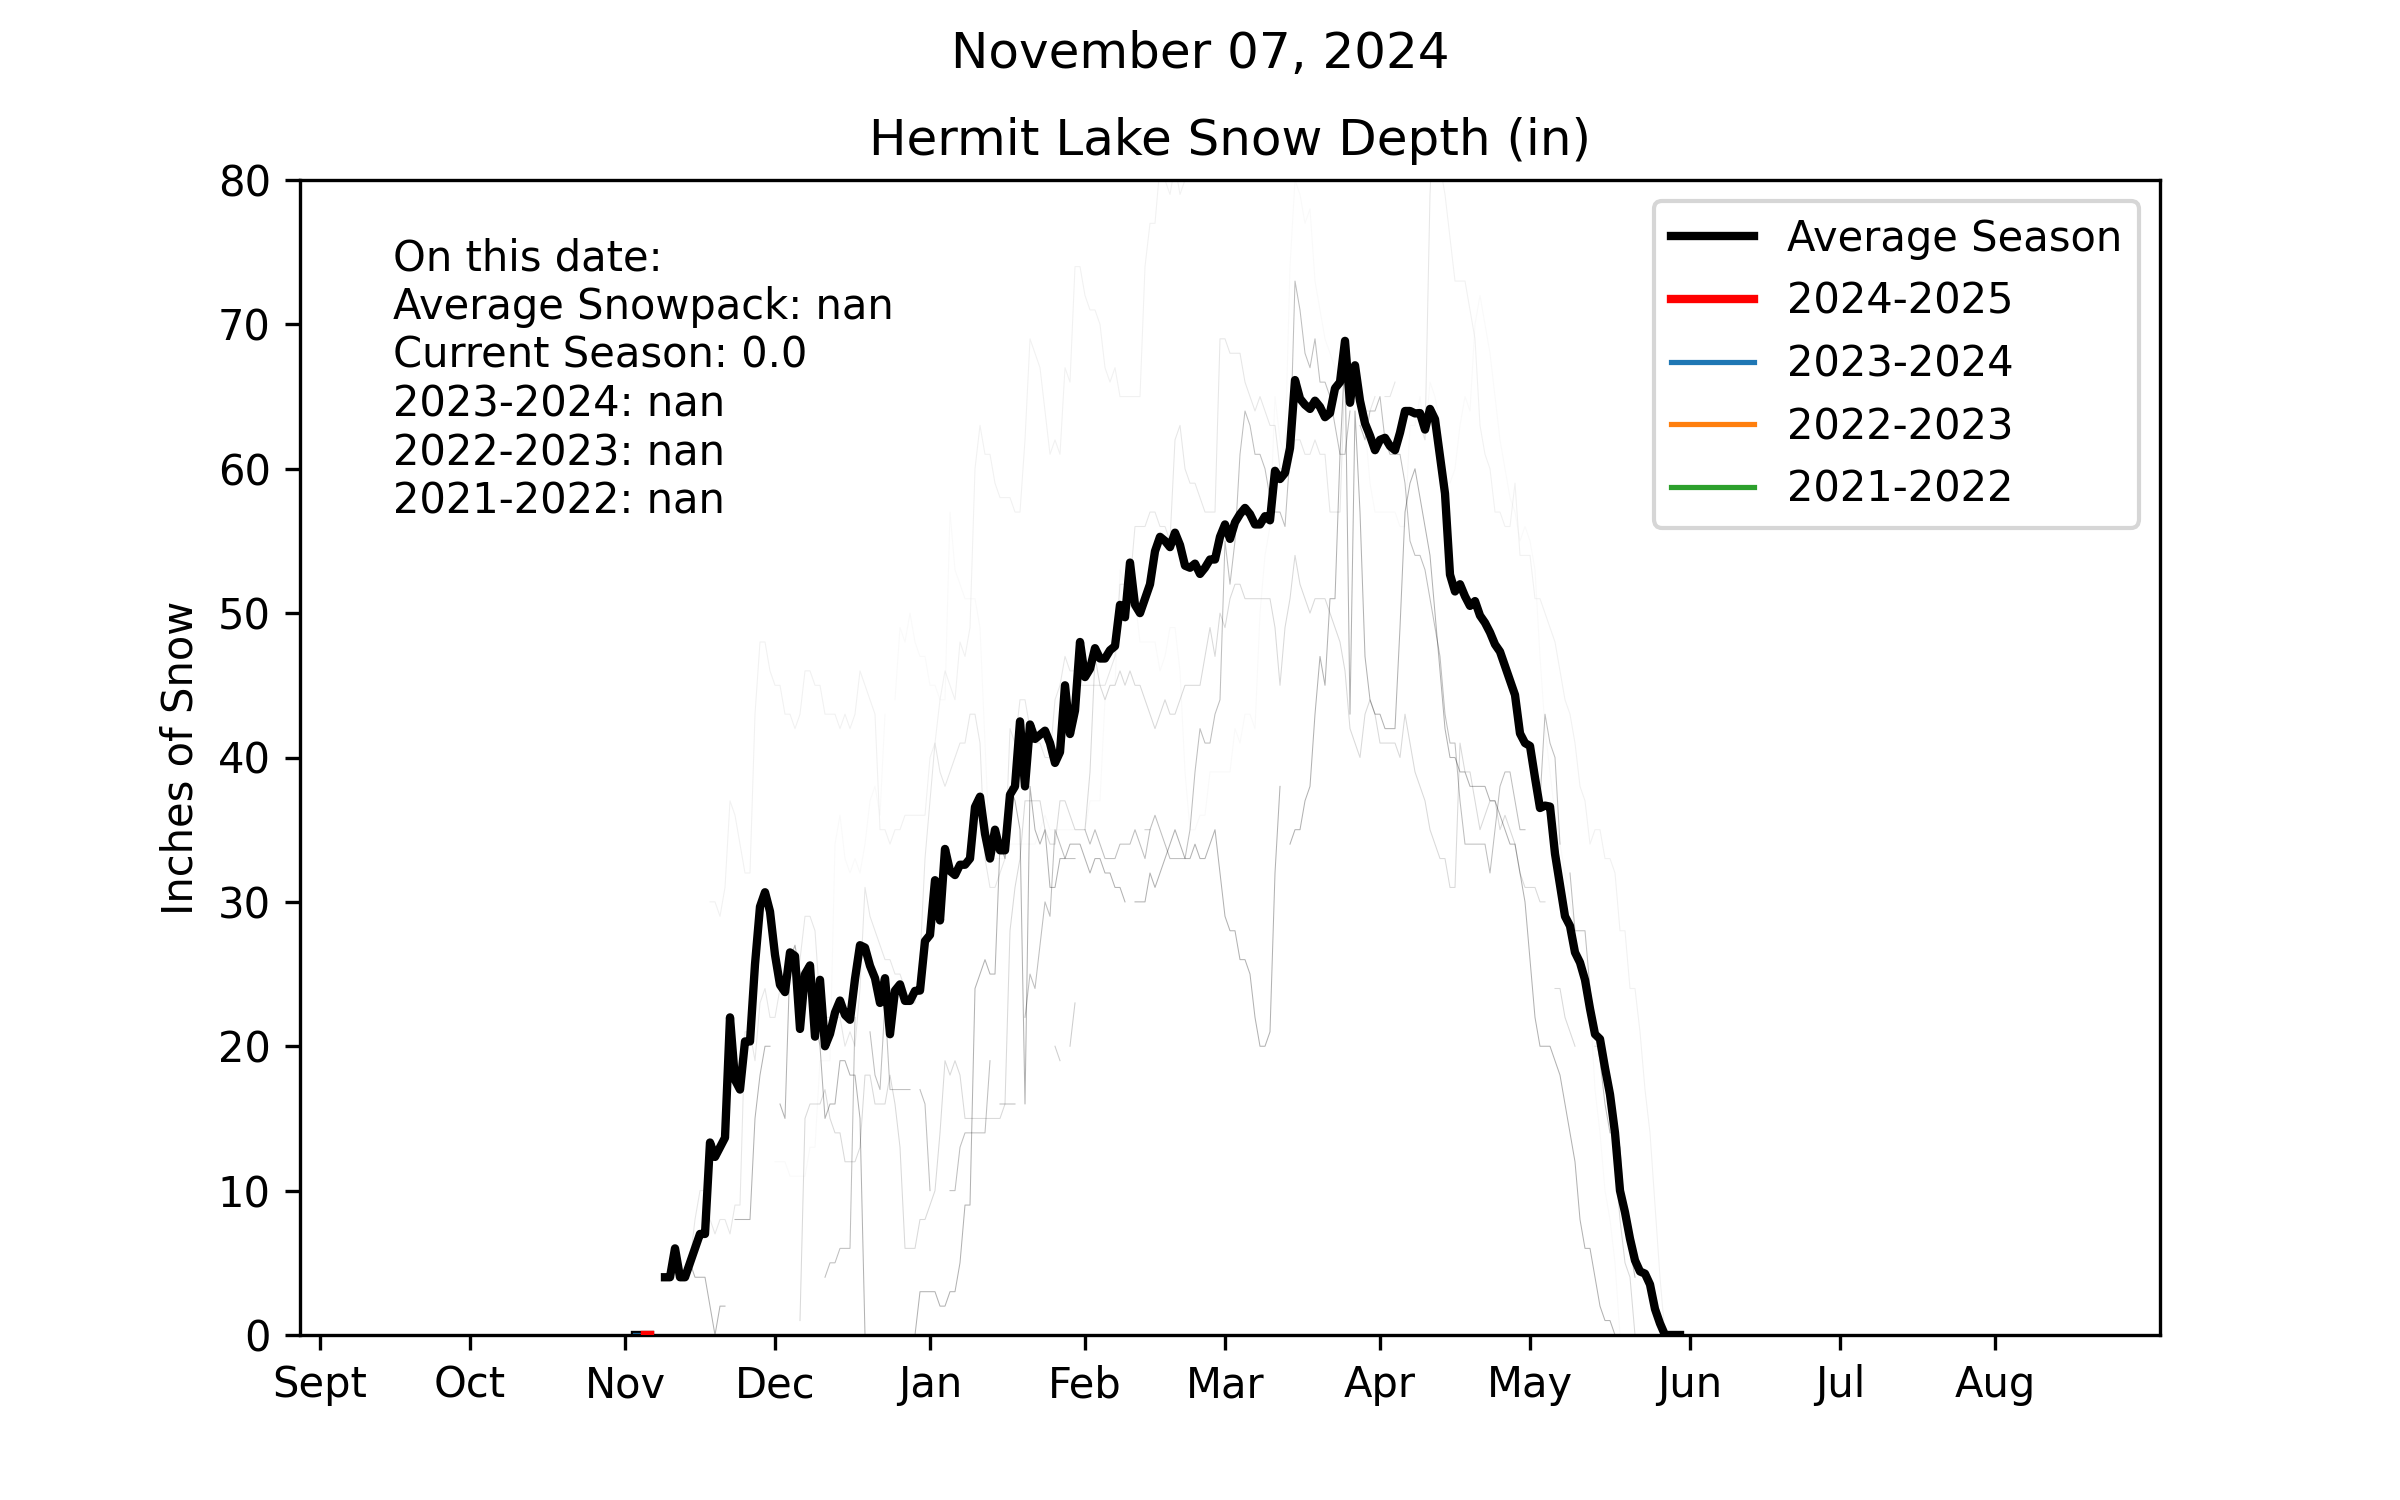 November 07, 2024
Hermit Lake Snow Depth (in)
On this date:
Average Snowpack: nan
Current Season: 0.0
2023-2024: nan
2022-2023: nan
2021-2022: nan
Average Season
2024-2025
2023-2024
2022-2023
2021-2022
Inches of Snow
80
70
60
50
40
30
20
10
0
Sept Oct Nov Dec Jan Feb Mar Apr May Jun Jul Aug